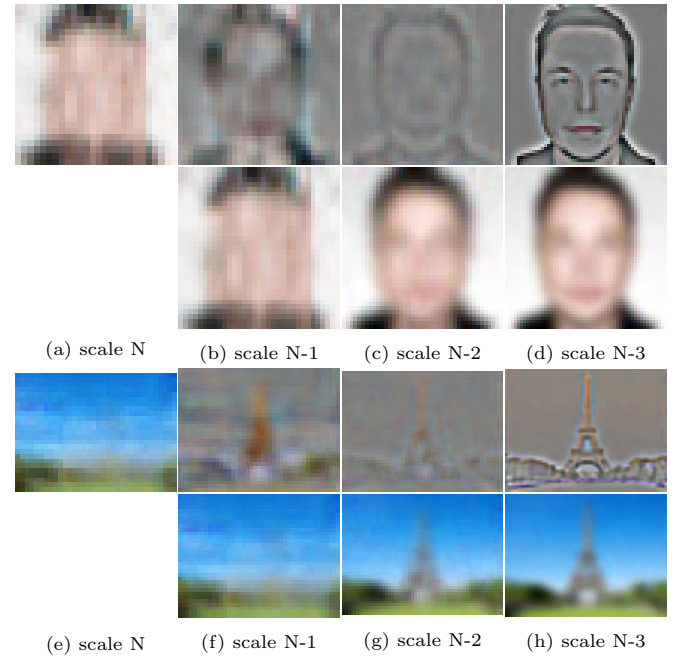 (a) scale N
(b) scale N-1
(c) scale N-2
(d) scale N-3
(e) scale N
(f) scale N-1
(g) scale N-2
(h) scale N-3